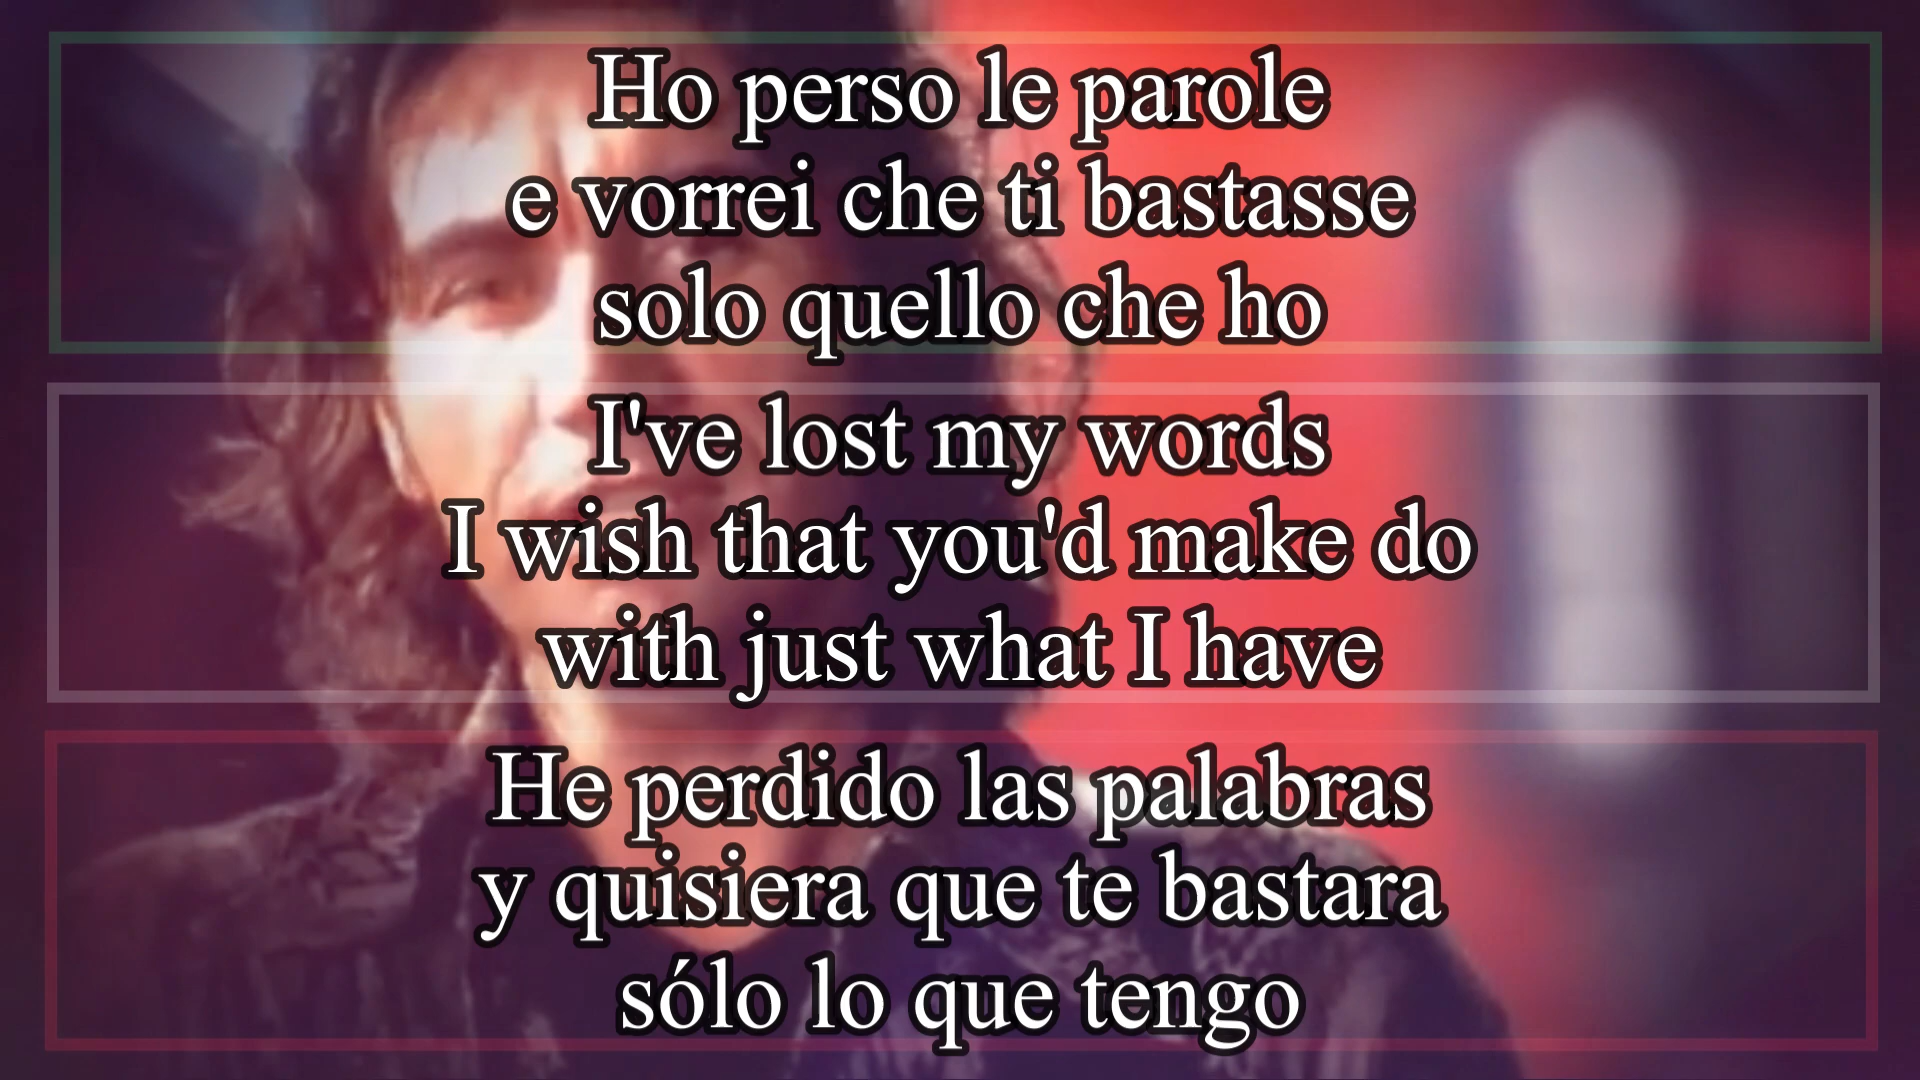 Ho perso le parole
e vorrei che ti bastasse
solo quello che ho
I've lost my words
I wish that you'd make do
with just what I have
He perdido las palabras
y quisiera que te bastara
sólo lo que tengo